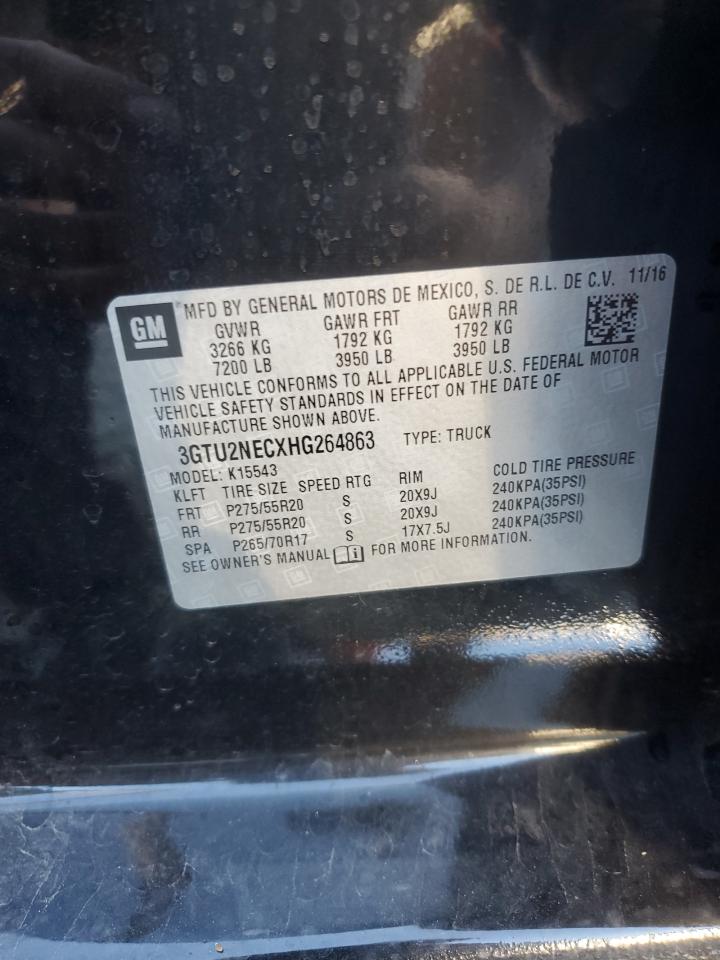 GM
MFD BY GENERAL MOTORS DE MEXICO, S. DE R.L. DE C.V. 11/16
GVWR GAWR FRT GAWR RR
3266 KG 1792 KG 1792 KG
7200 LB 3950 LB 3950 LB
THIS VEHICLE CONFORMS TO ALL APPLICABLE U.S. FEDERAL MOTOR
VEHICLE SAFETY STANDARDS IN EFFECT ON THE DATE OF
MANUFACTURE SHOWN ABOVE.
3GTU2NECXHG264863 TYPE: TRUCK
MODEL: K15543
KLFT TIRE SIZE SPEED RTG RIM COLD TIRE PRESSURE
FRT P275/55R20 S 20X9J 240KPA(35PSI)
RR P275/55R20 S 20X9J 240KPA(35PSI)
SPA P265/70R17 S 17X7.5J 240KPA(35PSI)
SEE OWNER'S MANUAL FOR MORE INFORMATION.